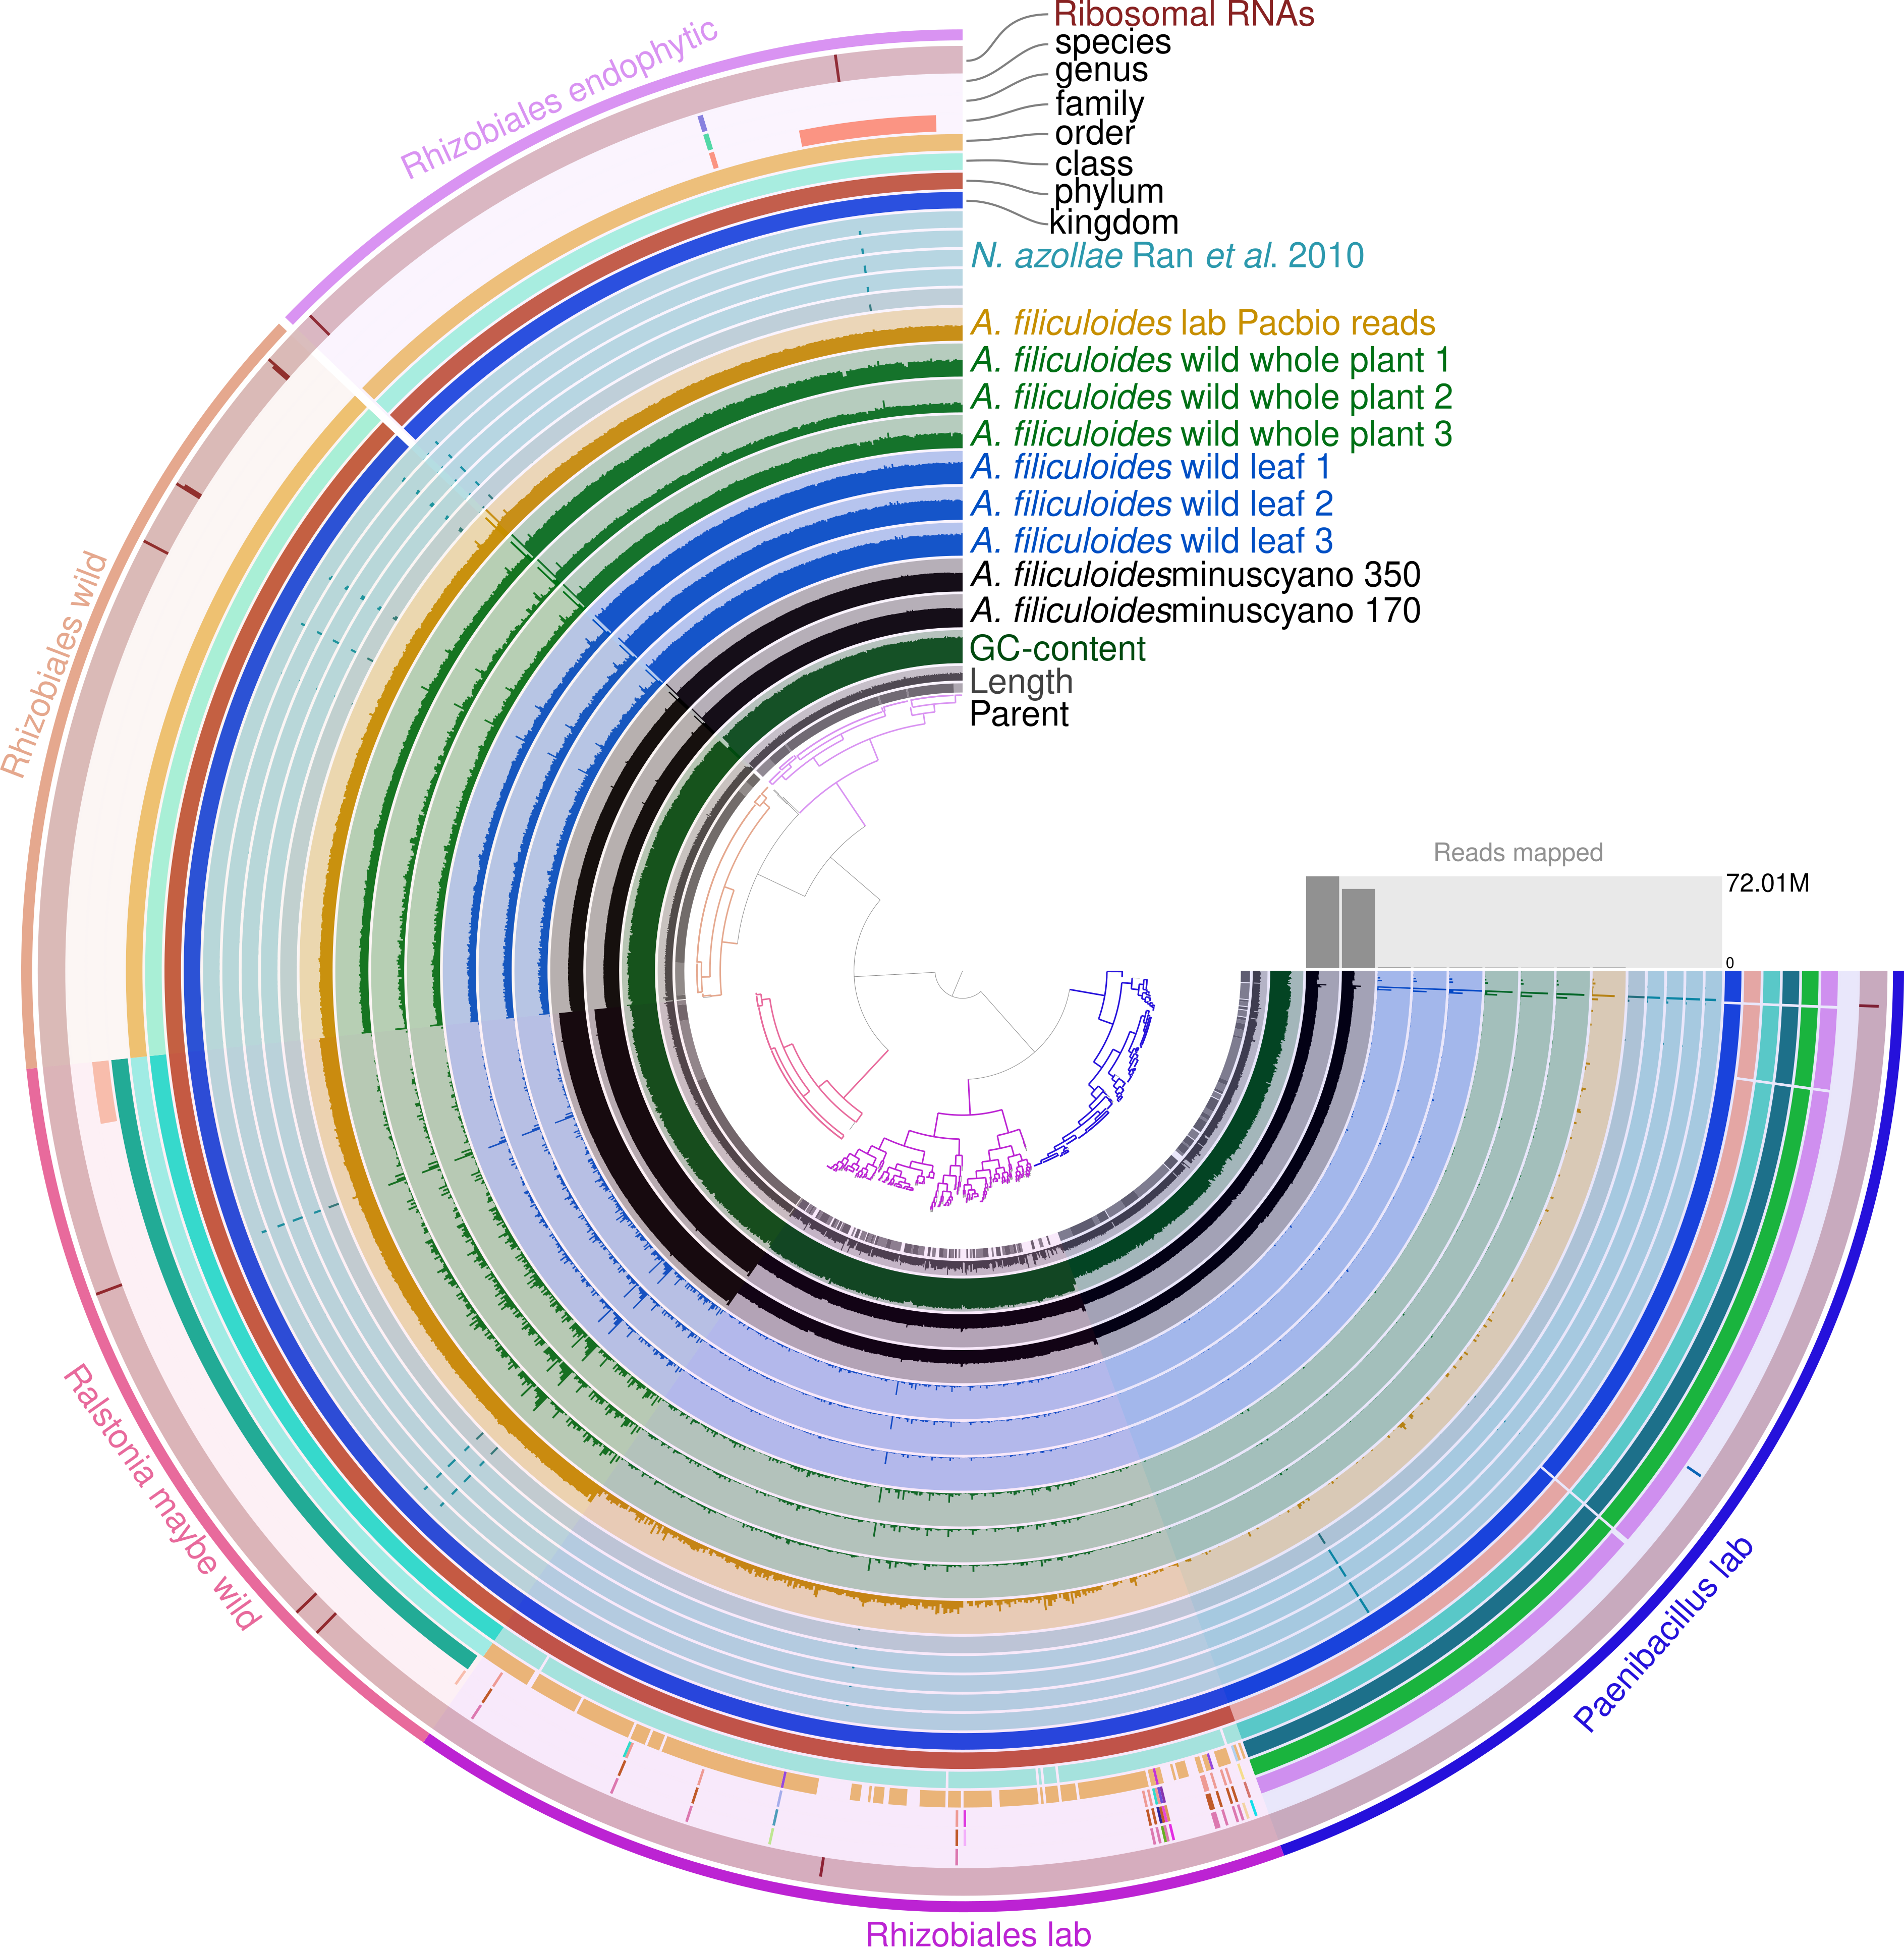 Ribosomal RNAs
species
genus
family
order
class
phylum
kingdom
N. azollae Ran et al. 2010
A. filiculoides lab Pacbio reads
A. filiculoides wild whole plant 1
A. filiculoides wild whole plant 2
A. filiculoides wild whole plant 3
A. filiculoides wild leaf 1
A. filiculoides wild leaf 2
A. filiculoides wild leaf 3
A. filiculoidesminuscyano 350
A. filiculoidesminuscyano 170
GC-content
Length
Parent
Reads mapped
72.01M
0
Rhizobiales endophytic
Rhizobiales wild
Ralstonia maybe wild
Rhizobiales lab
Paenibacillus lab